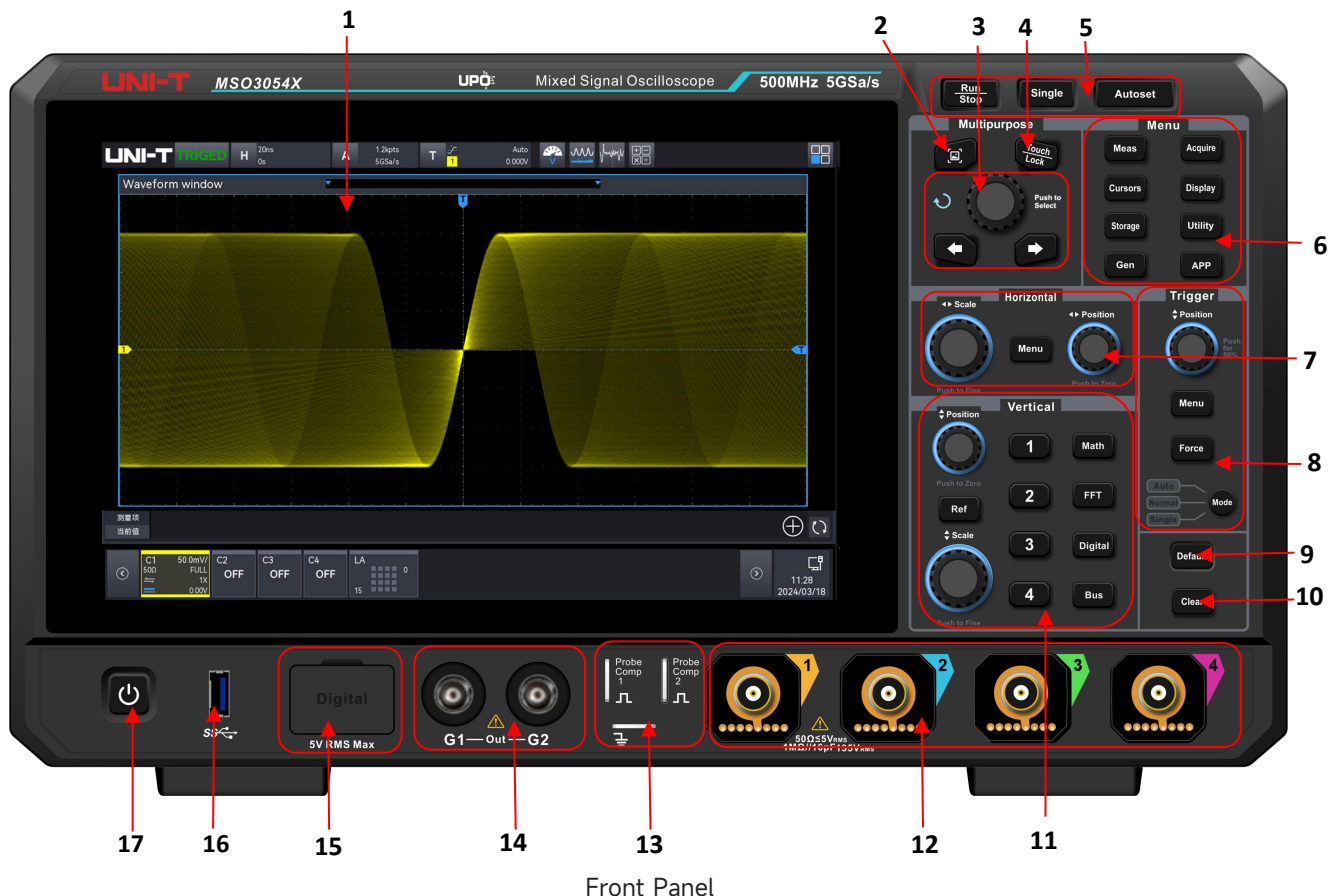 1
2 3 4 5
UNI-T MSO3054X UPO Mixed Signal Oscilloscope 500MHz 5GSa/s
Run
Stop
Single
Autoset
Multipurpose
Touch
Lock
Push to
Select
Menu
Meas Acquire
Cursors Display
Storage Utility
Gen APP
6
UNI-T TRIGED H 20ns 0s A 1.2kpts 5GSa/s T 1 Auto 0.000V
V
Waveform window
T
1
T
测量项
当前值
C1 50.0mV/
50Ω FULL
1X
0.00V
C2
OFF
C3
OFF
C4
OFF
LA
0
15
11:28
2024/03/18
Horizontal
Scale
Menu
Position
Push to Fine
Push to Zero
7
Trigger
Position
Push
for
50%
Menu
Force
8
Auto
Normal
Single
Mode
Vertical
Position
Push to Zero
Ref
Scale
Push to Fine
1 Math
2 FFT
3 Digital
4 Bus
Default
9
Clear
10
11
Digital
5V RMS Max
G1 Out G2
Probe
Comp
1
Probe
Comp
2
1
2
3
4
50Ω≤5VRMS
1MΩ//16pF135VRMS
SS
17 16 15 14 13 12
Front Panel